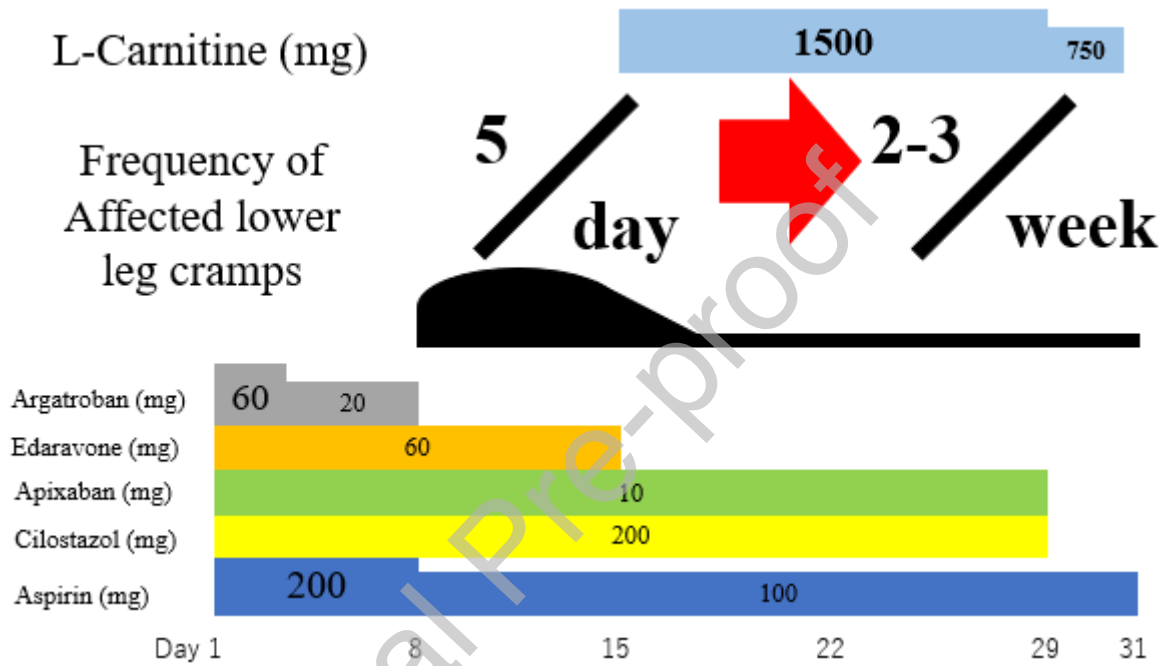 L-Carnitine (mg)
1500
750
Frequency of
Affected lower
leg cramps
5
day
2-3
week
Argatroban (mg)
60
20
Edaravone (mg)
60
Apixaban (mg)
10
Cilostazol (mg)
200
Aspirin (mg)
200
100
Day 1
8
15
22
29
31
al Pre-proof